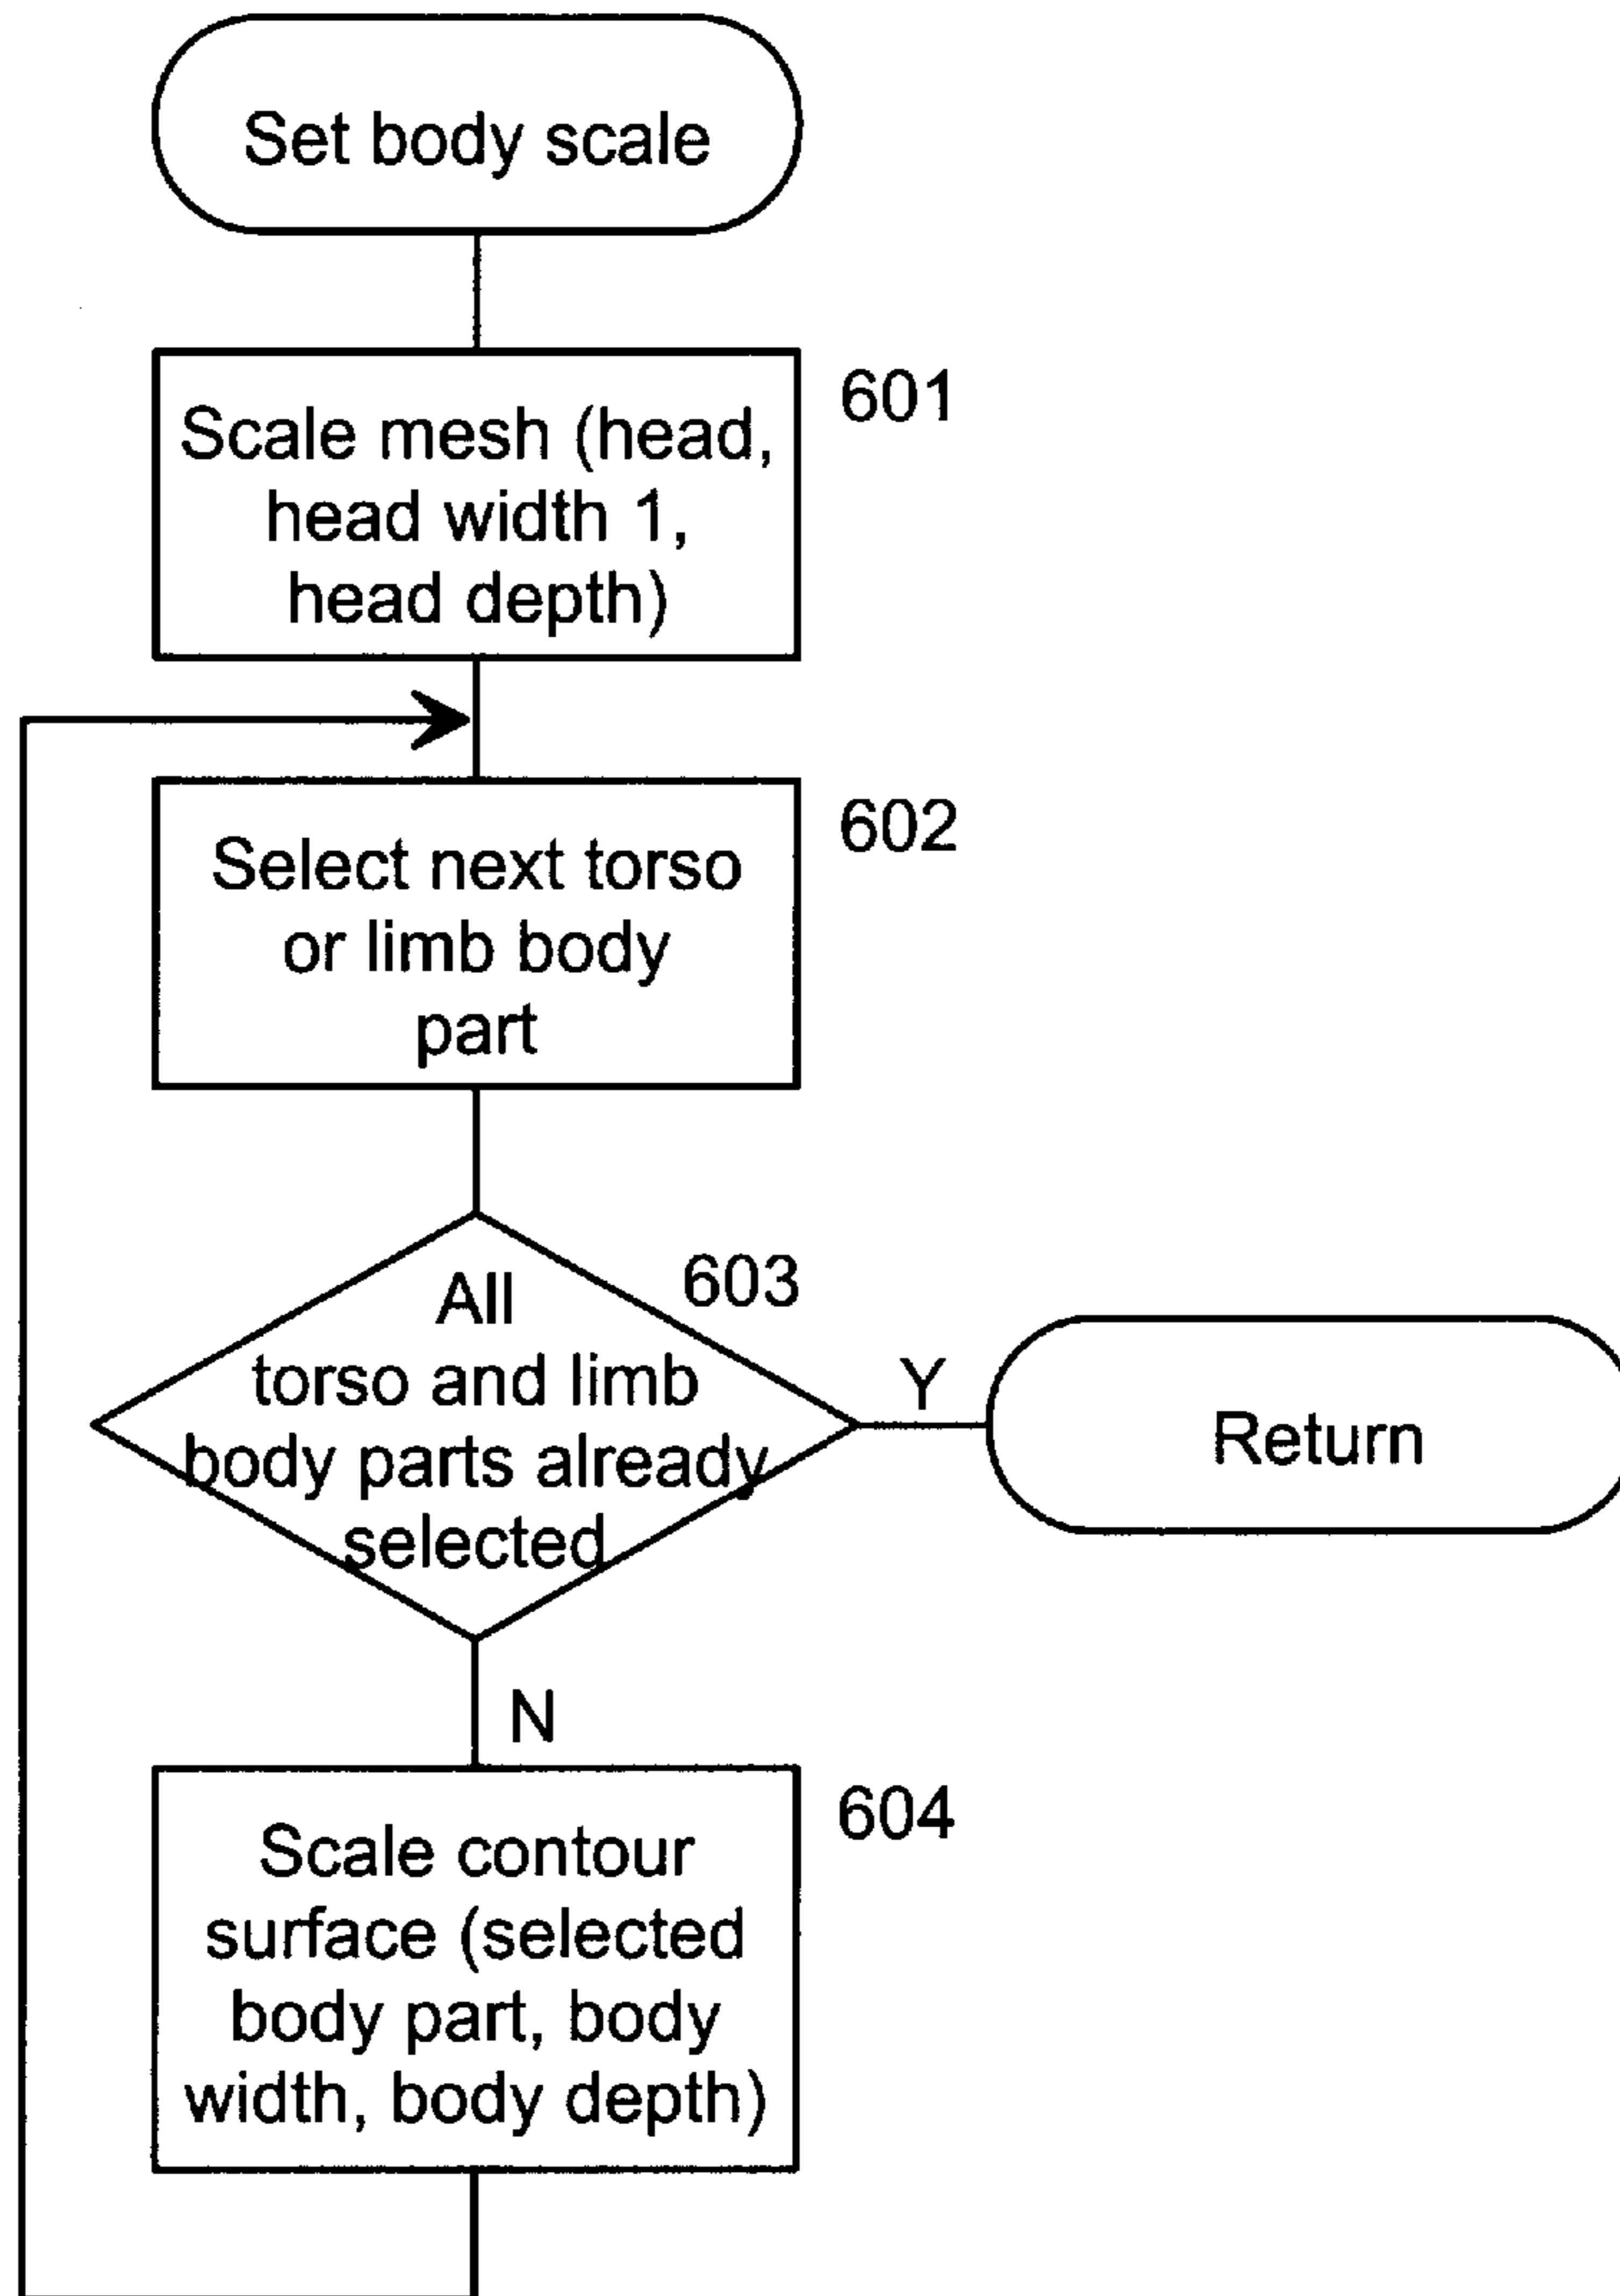 Set body scale
601
Scale mesh (head,
head width 1,
head depth)
602
Select next torso
or limb body
part
603
All
torso and limb
body parts already
selected
Y
Return
N
604
Scale contour
surface (selected
body part, body
width, body depth)